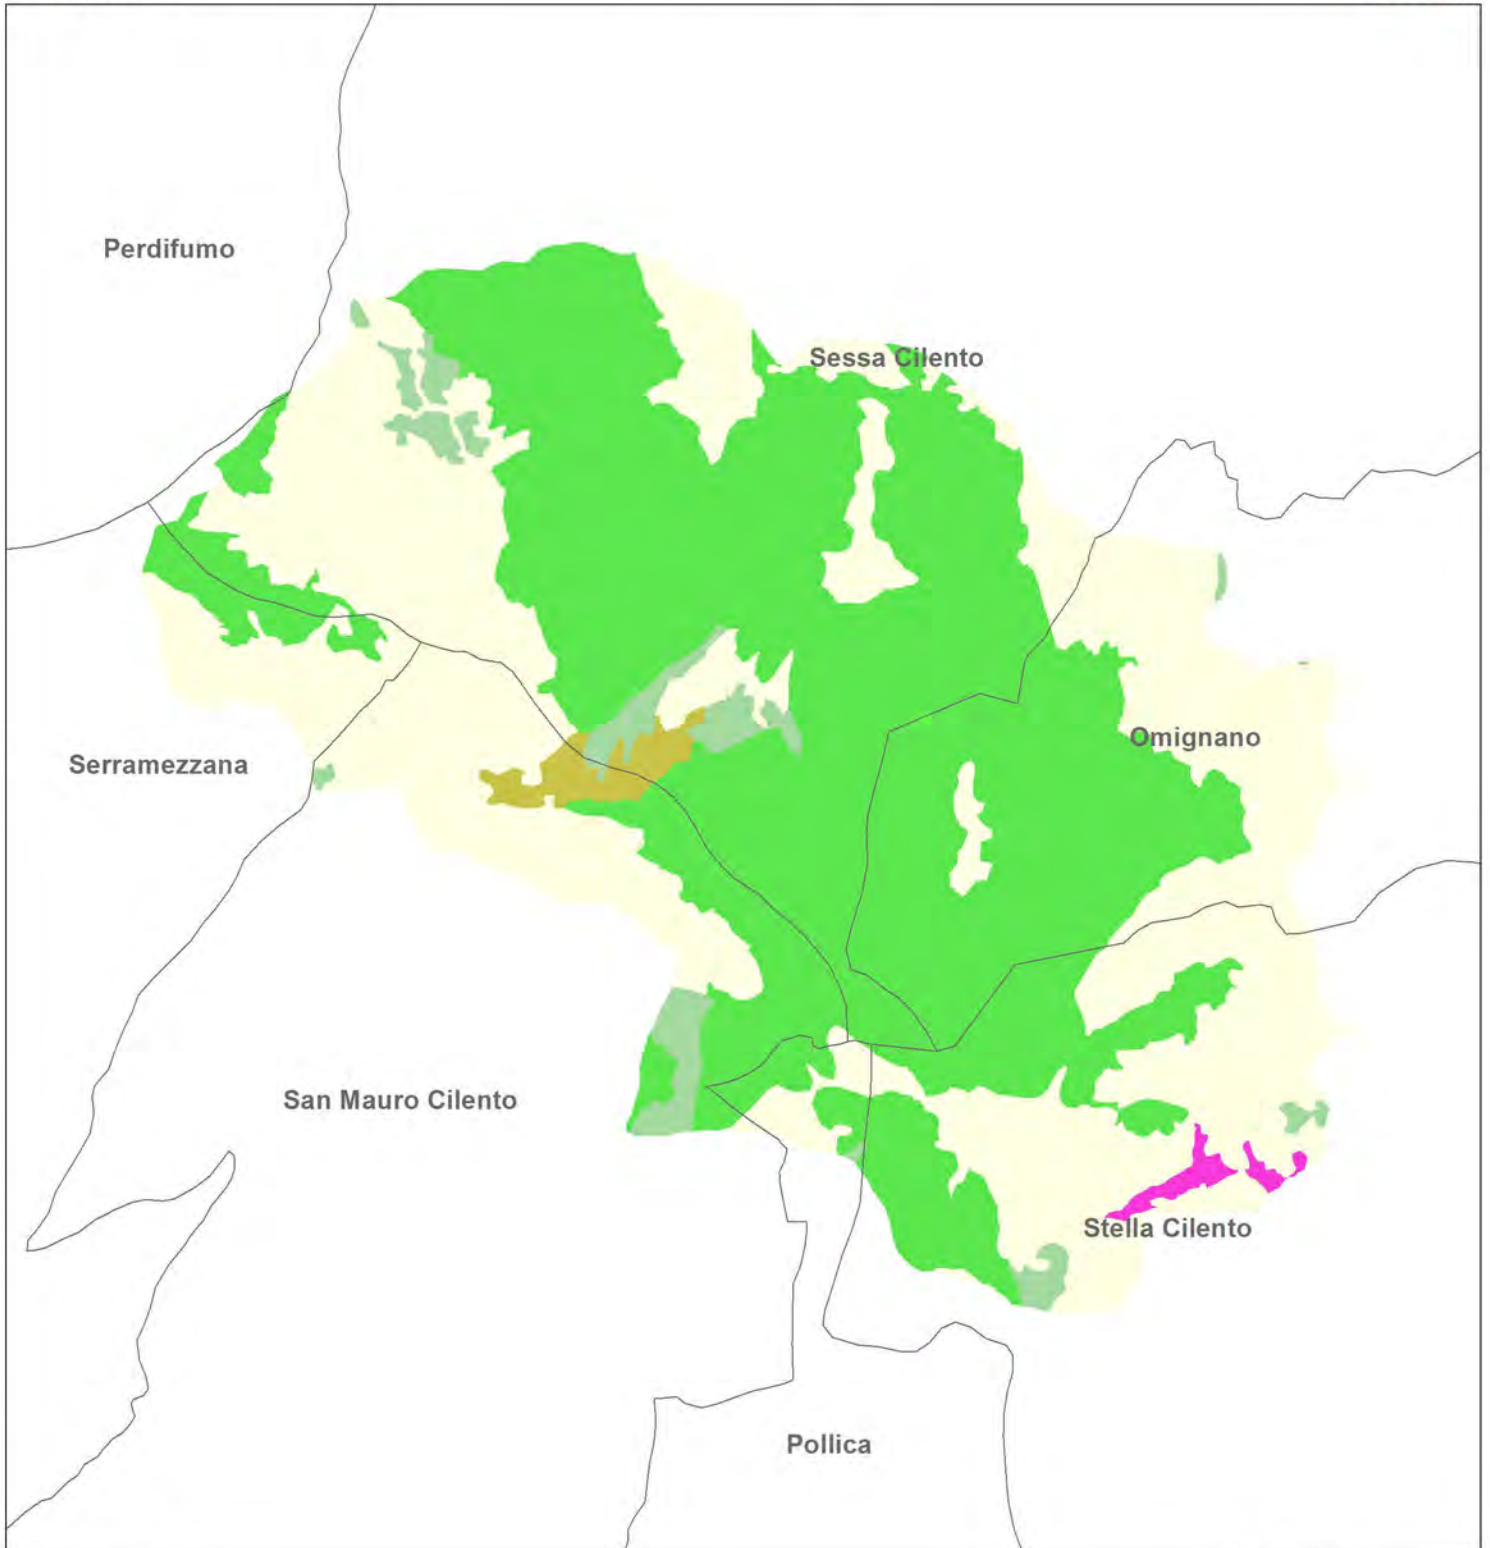 Perdifumo
Sessa Cilento
Omignano
Serramezzana
San Mauro Cilento
Stella Cilento
Pollica